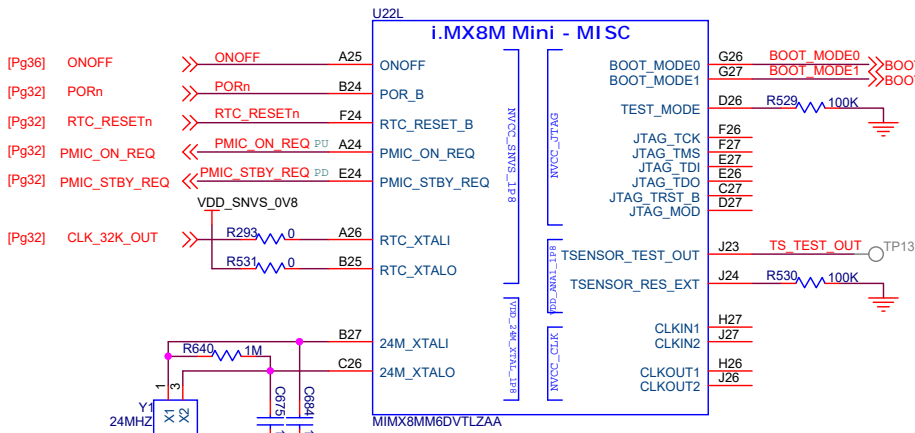 U22L
i.MX8M Mini - MISC
[Pg36] ONOFF ONOFF A25 ONOFF
[Pg32] PORn PORn B24 POR_B
[Pg32] RTC_RESETn RTC_RESETn F24 RTC_RESET_B
[Pg32] PMIC_ON_REQ PMIC_ON_REQ PU A24 PMIC_ON_REQ
[Pg32] PMIC_STBY_REQ PMIC_STBY_REQ PD E24 PMIC_STBY_REQ
VDD_SNVS_0V8
[Pg32] CLK_32K_OUT R293 0 A26 RTC_XTALI
R531 0 B25 RTC_XTALO
B27 24M_XTALI
R640 1M
C26 24M_XTALO
1 3
Y1
24MHZ
X1 X2
C675
C684
NVCC_SNVS_1P8
VDD_24M_XTAL_1P8
NVCC_JTAG
VDD_ANA1_1P8
NVCC_CLK
BOOT_MODE0 G26 BOOT_MODE0 BOOT
BOOT_MODE1 G27 BOOT_MODE1 BOOT
TEST_MODE D26 R529 100K
JTAG_TCK F26
JTAG_TMS F27
JTAG_TDI E27
JTAG_TDO E26
JTAG_TRST_B C27
JTAG_MOD D27
TSENSOR_TEST_OUT J23 TS_TEST_OUT TP13
TSENSOR_RES_EXT J24 R530 100K
CLKIN1 H27
CLKIN2 J27
CLKOUT1 H26
CLKOUT2 J26
MIMX8MM6DVTLZAA